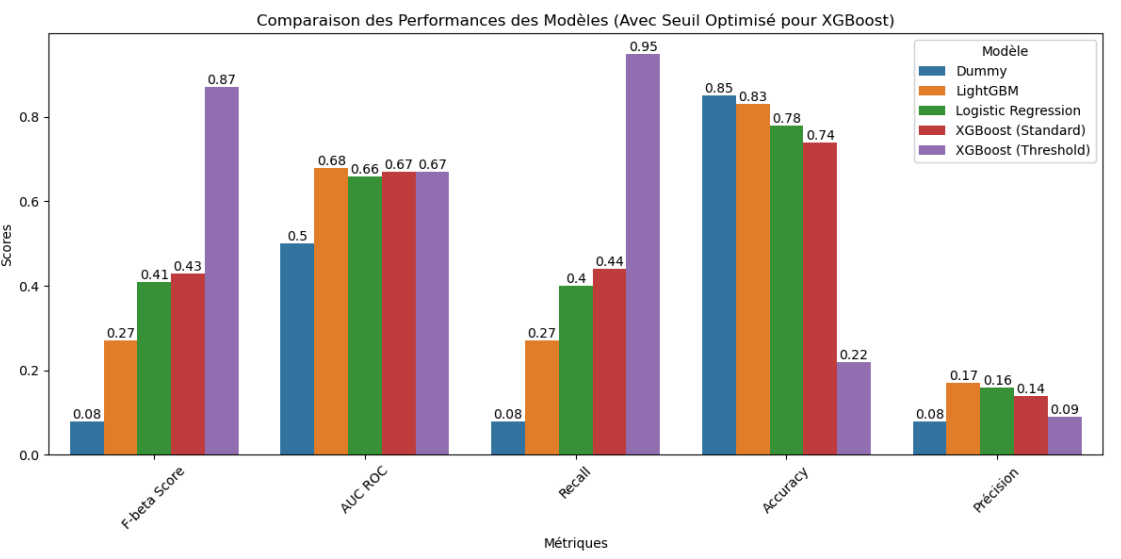 Comparaison des Performances des Modèles (Avec Seuil Optimisé pour XGBoost)
Modèle
Dummy
LightGBM
Logistic Regression
XGBoost (Standard)
XGBoost (Threshold)
Scores
0.8
0.6
0.4
0.2
0.0
0.08
0.27
0.41
0.43
0.87
0.5
0.68
0.66
0.67
0.67
0.08
0.27
0.4
0.44
0.95
0.85
0.83
0.78
0.74
0.22
0.08
0.17
0.16
0.14
0.09
F-beta Score
AUC ROC
Recall
Accuracy
Précision
Métriques